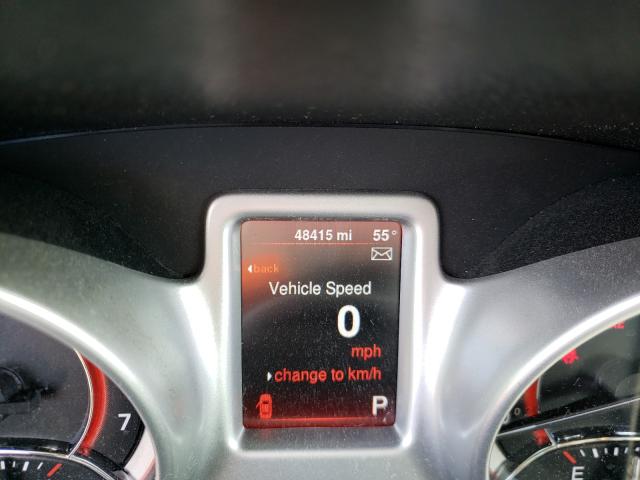 48415 mi 55°
back
Vehicle Speed
0
mph
change to km/h
P
7
E